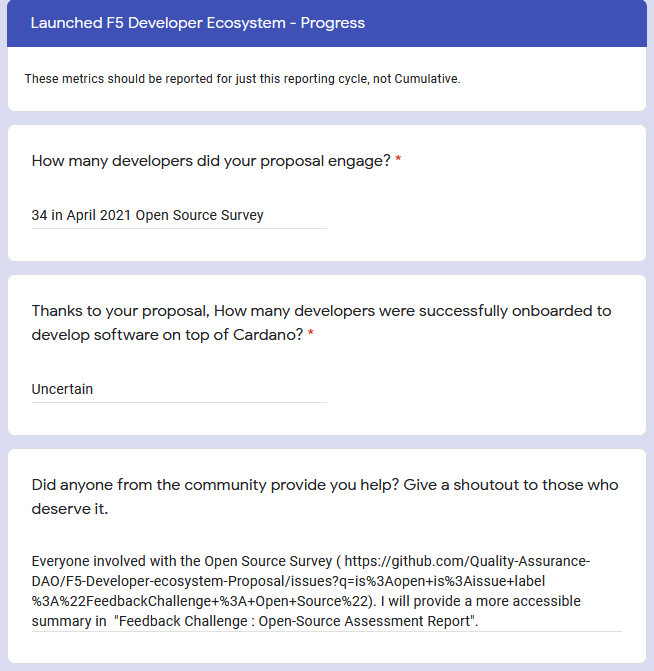 Launched F5 Developer Ecosystem - Progress
These metrics should be reported for just this reporting cycle, not Cumulative.
How many developers did your proposal engage? *
34 in April 2021 Open Source Survey
Thanks to your proposal, How many developers were successfully onboarded to
develop software on top of Cardano? *
Uncertain
Did anyone from the community provide you help? Give a shoutout to those who
deserve it.
Everyone involved with the Open Source Survey ( https://github.com/Quality-Assurance-
DAO/F5-Developer-ecosystem-Proposal/issues?q=is%3Aopen+is%3Aissue+label
%3A%22FeedbackChallenge+%3A+Open+Source%22). I will provide a more accessible
summary in  "Feedback Challenge : Open-Source Assessment Report".